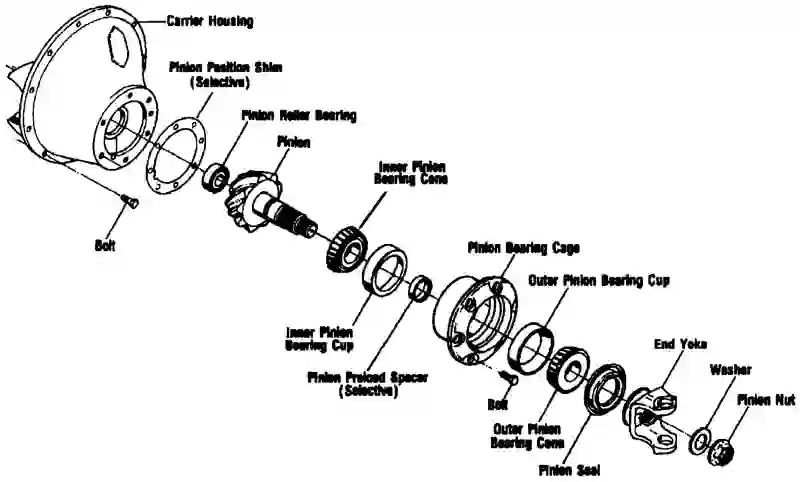 Carrier Housing
Pinion Position Shim
(Selective)
Pinion Roller Bearing
Pinion
Inner Pinion
Bearing Cone
Bolt
Pinion Bearing Cage
Outer Pinion Bearing Cup
Inner Pinion
Bearing Cup
End Yoke
Washer
Pinion Preload Spacer
(Selective)
Bolt
Pinion Nut
Outer Pinion
Bearing Cone
Pinion Seal